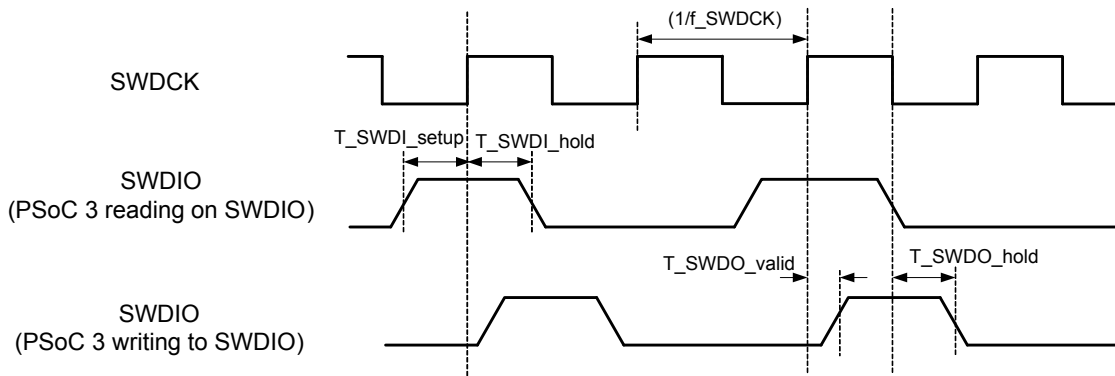 (1/f_SWDCK)
SWDCK
T_SWDI_setup
T_SWDI_hold
SWDIO
(PSoC 3 reading on SWDIO)
T_SWDO_valid
T_SWDO_hold
SWDIO
(PSoC 3 writing to SWDIO)